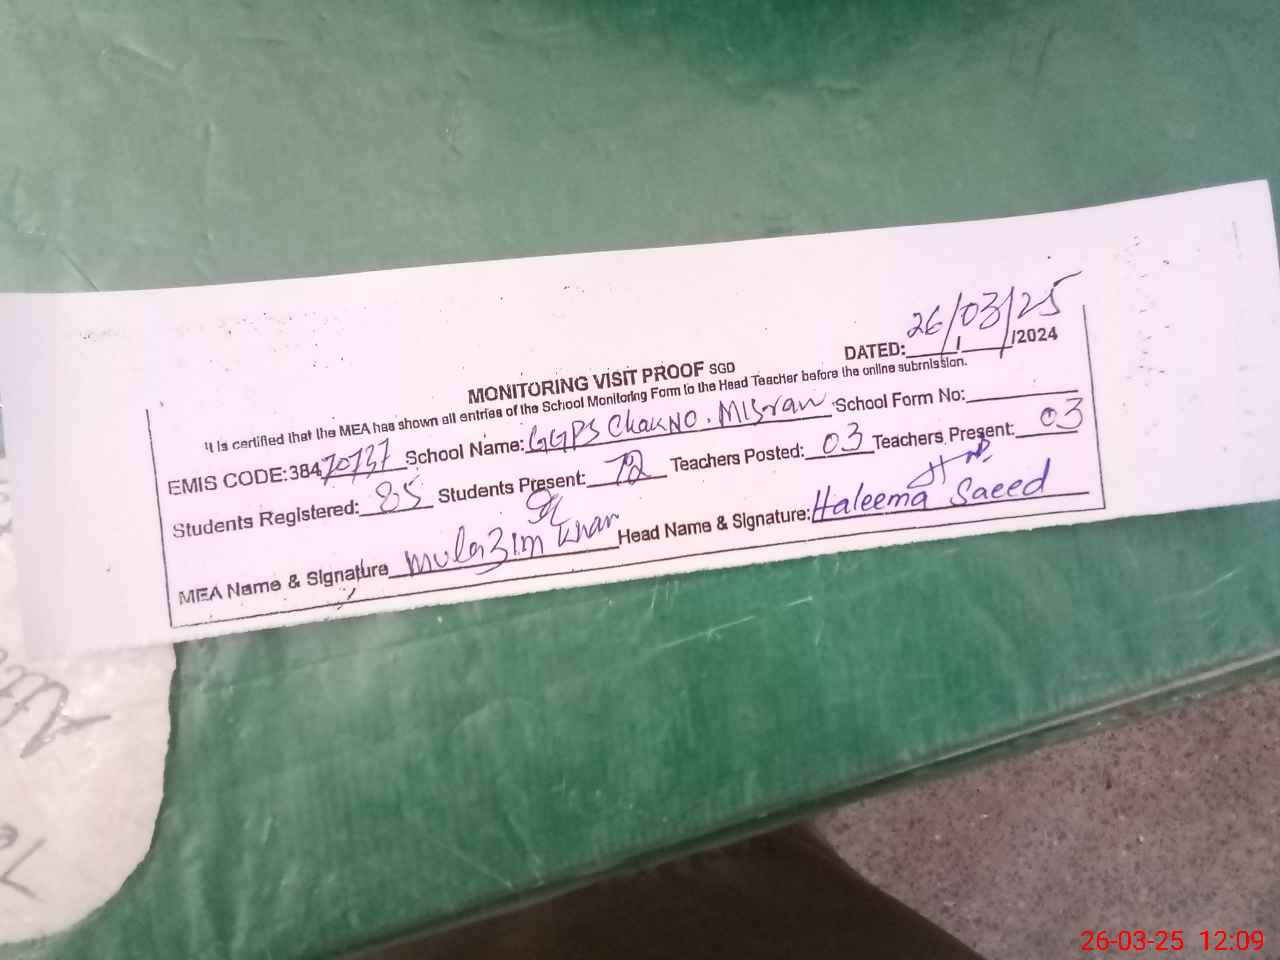 26/03/25
MONITORING VISIT PROOF SGD DATED:____/____/2024
It is certified that the MEA has shown all entries of the School Monitoring Form to the Head Teacher before the online submission.
EMIS CODE:38470737 School Name: GGPS Chak NO. Misran School Form No:
Students Registered: 85 Students Present: 72 Teachers Posted: 03 Teachers Present: 03
MEA Name & Signature Mulazim Khan Head Name & Signature: Haleema Saeed
26-03-25 12:09